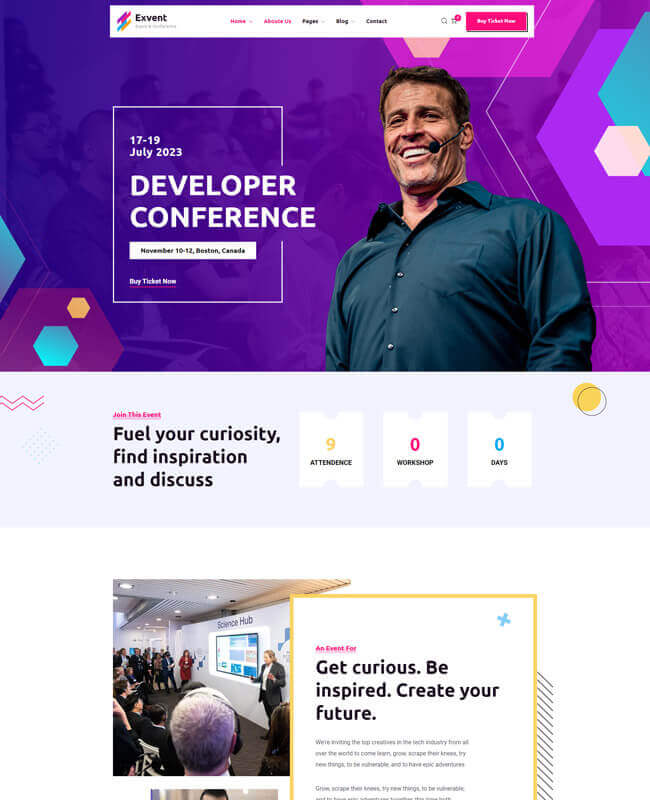 Exvent
Event & Conference
Home
Aboute Us
Pages
Blog
Contact
0
Buy Ticket Now
17-19
July 2023
DEVELOPER
CONFERENCE
November 10-12, Boston, Canada
Buy Ticket Now
Join This Event
Fuel your curiosity,
find inspiration
and discuss
9
ATTENDENCE
0
WORKSHOP
0
DAYS
Science Hub
An Event For
Get curious. Be
inspired. Create your
future.
We're inviting the top creatives in the tech industry from all
over the world to come learn, grow, scrape their knees, try
new things, to be vulnerable, and to have epic adventures
Grow, scrape their knees, try new things, to be vulnerable,
and to have epic adventures together this time both